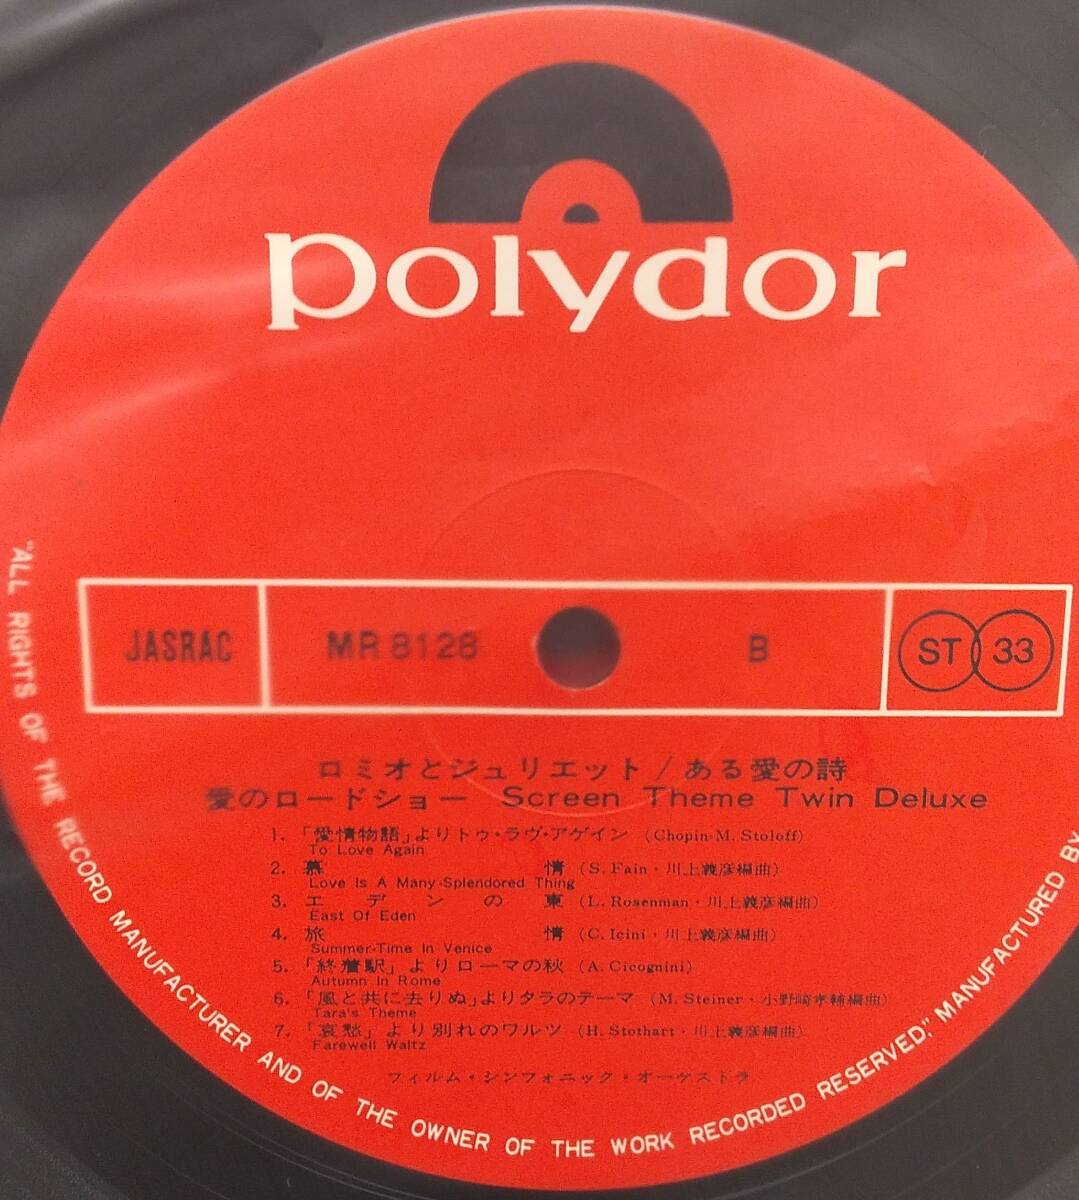 polydor
JASRAC MR 8128 B ST 33
ロミオとジュリエット / ある愛の詩
愛のロードショー Screen Theme Twin Deluxe
1. 「愛情物語」よりトゥ・ラヴ・アゲイン (Chopin-M. Stoloff)
To Love Again
2. 慕情 (S. Fain・川上義彦編曲)
Love Is A Many-Splendored Thing
3. エデンの東 (L. Rosenman・川上義彦編曲)
East Of Eden
4. 旅情 (C. Icini・川上義彦編曲)
Summer-Time In Venice
5. 「終着駅」よりローマの秋 (A. Cicognini)
Autumn In Rome
6. 「風と共に去りぬ」よりタラのテーマ (M. Steiner・小野崎孝輔編曲)
Tara's Theme
7. 「哀愁」より別れのワルツ (H. Stothart・川上義彦編曲)
Farewell Waltz
フィルム・シンフォニック・オーケストラ
"ALL RIGHTS OF THE RECORD MANUFACTURER AND OF THE OWNER OF THE WORK RECORDED RESERVED," MANUFACTURED BY